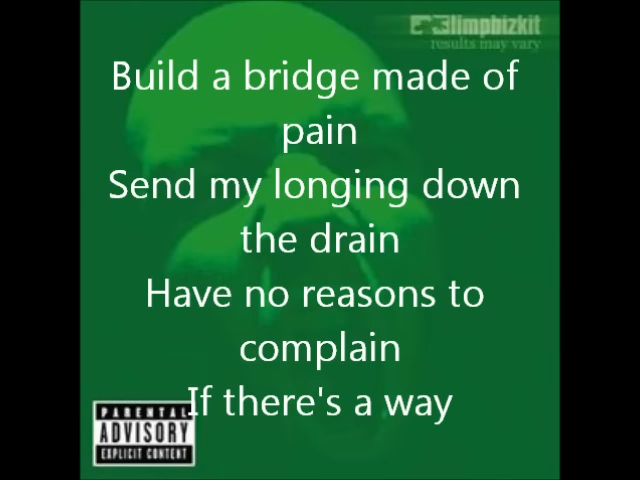 limpbizkit
results may vary
Build a bridge made of
pain
Send my longing down
the drain
Have no reasons to
complain
If there's a way
PARENTAL
ADVISORY
EXPLICIT CONTENT